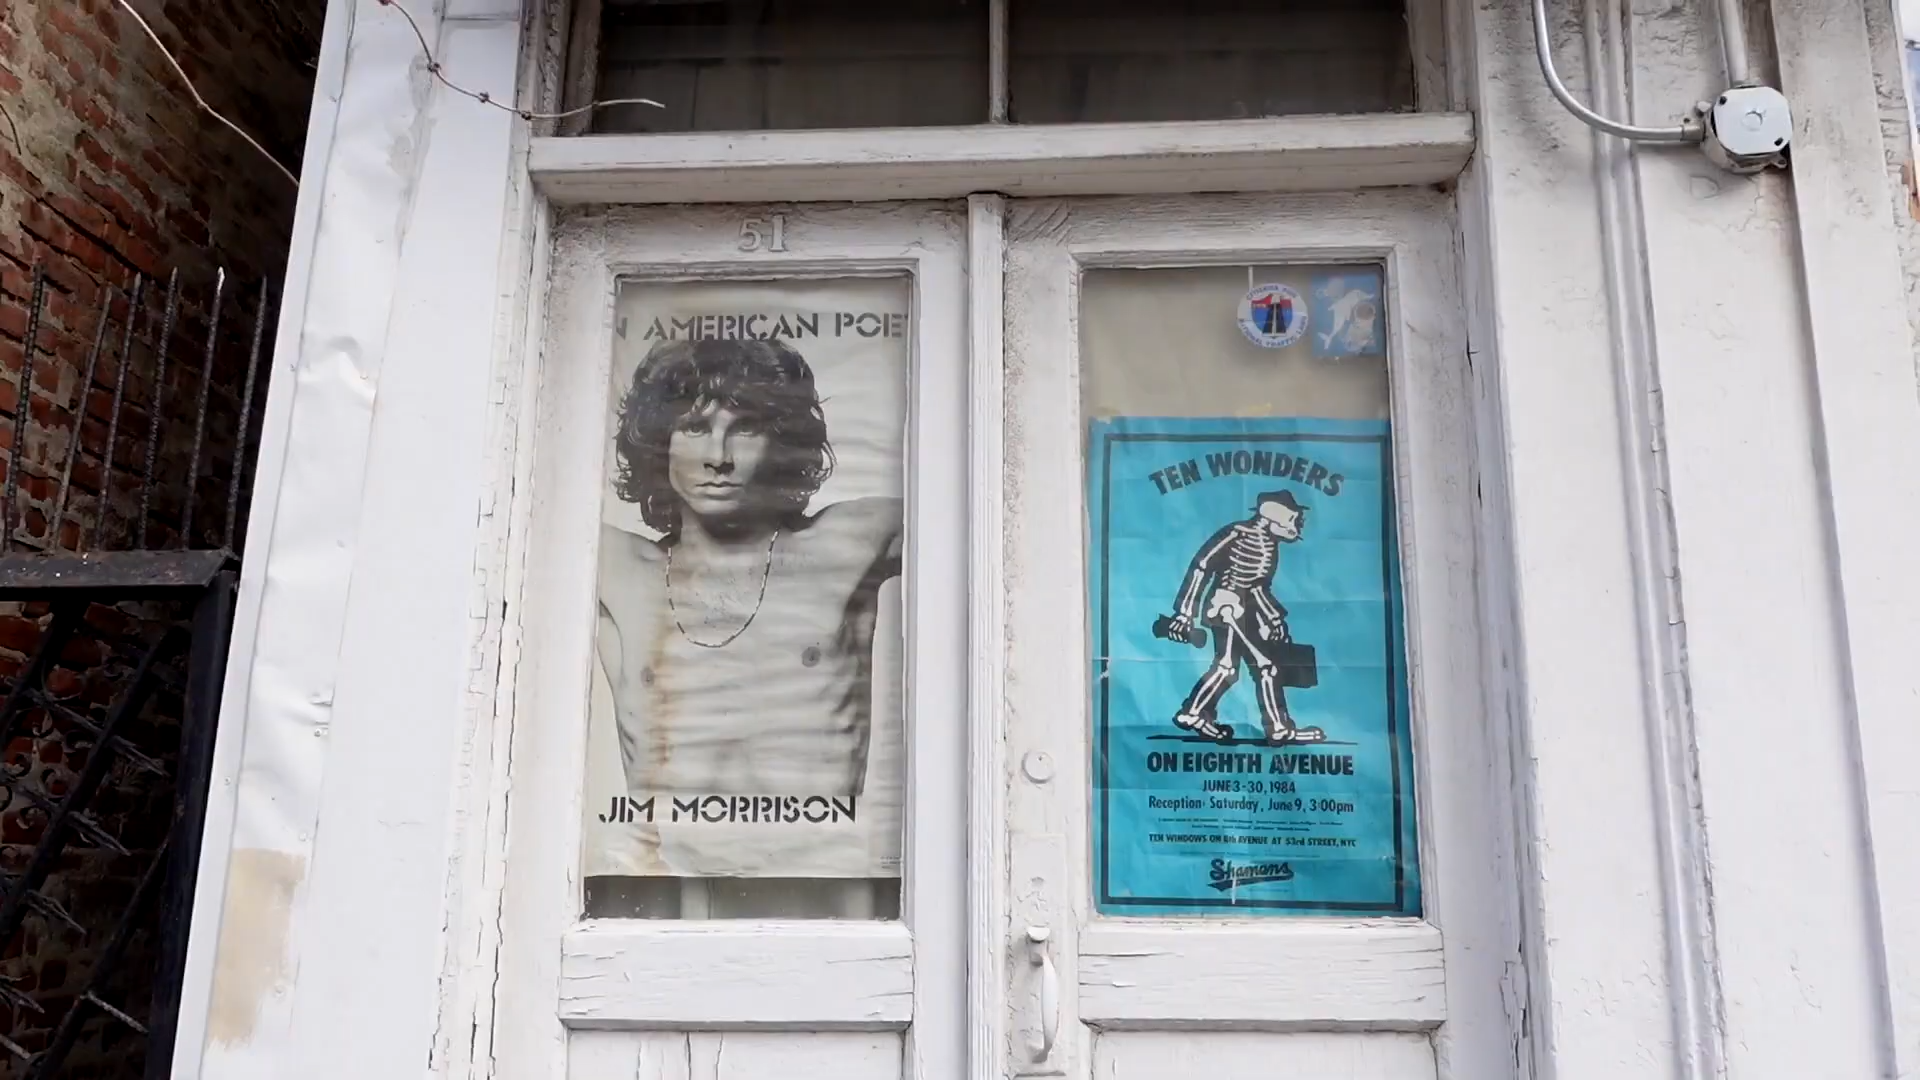 51
N AMERICAN POE
JIM MORRISON
TEN WONDERS
ON EIGHTH AVENUE
JUNE 3-30, 1984
Reception: Saturday, June 9, 3:00pm
TEN WINDOWS ON 8th AVENUE AT 53rd STREET, NYC
Shamans